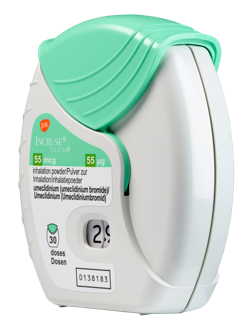 gsk
INCRUSE®
ELLIPTA®
55 mcg 55 µg
inhalation powder/Pulver zur
Inhalation/inhalatiepoeder
umeclidinium (umeclidinium bromide)/
Umeclidinium (Umeclidiniumbromid)
30
doses
Dosen
0138183